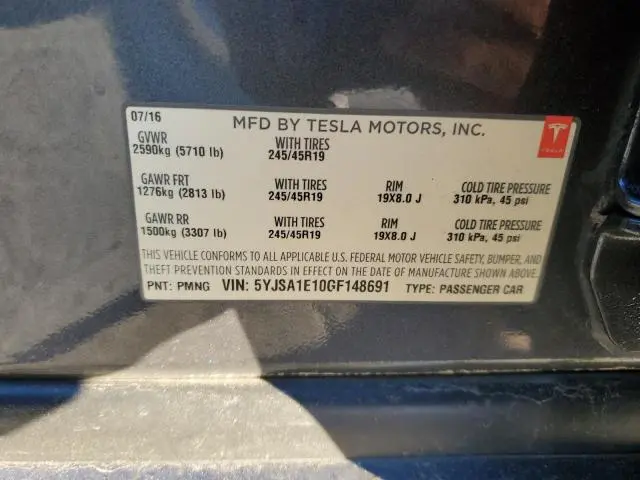 07/16
MFD BY TESLA MOTORS, INC.
TESLA
GVWR
2590kg (5710 lb)
WITH TIRES
245/45R19
GAWR FRT
1276kg (2813 lb)
WITH TIRES
245/45R19
RIM
19X8.0 J
COLD TIRE PRESSURE
310 kPa, 45 psi
GAWR RR
1500kg (3307 lb)
WITH TIRES
245/45R19
RIM
19X8.0 J
COLD TIRE PRESSURE
310 kPa, 45 psi
THIS VEHICLE CONFORMS TO ALL APPLICABLE U.S. FEDERAL MOTOR VEHICLE SAFETY, BUMPER, AND
THEFT PREVENTION STANDARDS IN EFFECT ON THE DATE OF MANUFACTURE SHOWN ABOVE.
PNT: PMNG VIN: 5YJSA1E10GF148691 TYPE: PASSENGER CAR